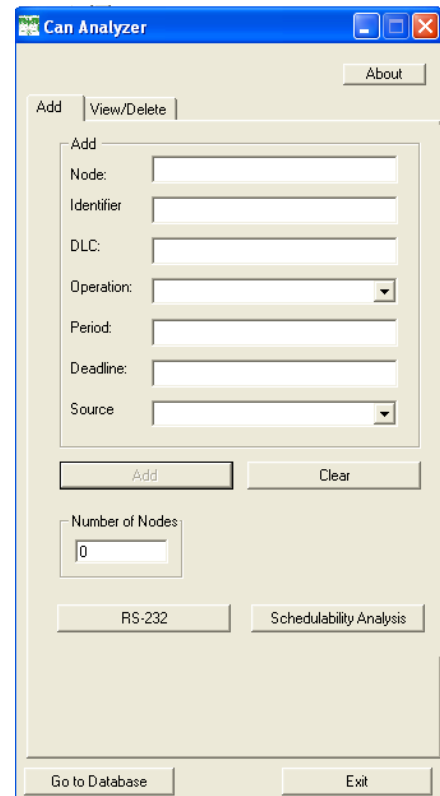 Can Analyzer
About
Add View/Delete
Add
Node:
Identifier
DLC:
Operation:
Period:
Deadline:
Source
Add Clear
Number of Nodes
0
RS-232 Schedulability Analysis
Go to Database Exit